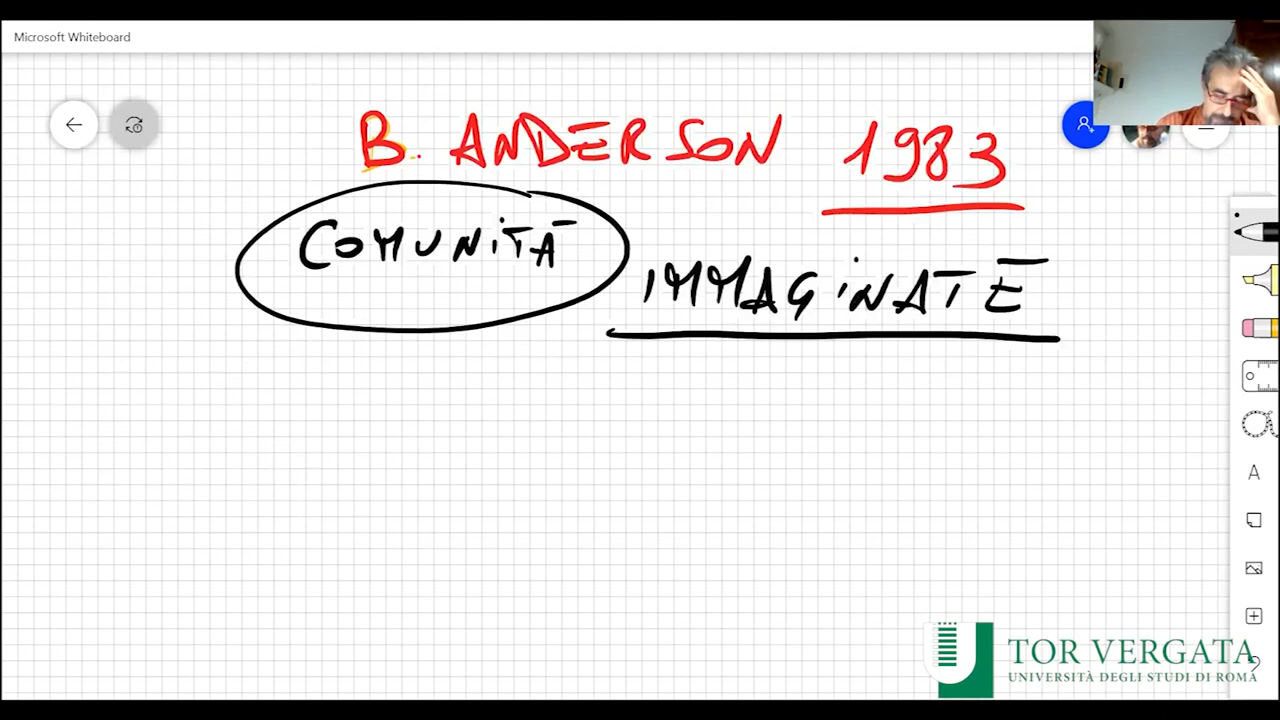 Microsoft Whiteboard
B. ANDERSON 1983
COMUNITÀ
IMMAGINATE
A
TOR VERGATA
UNIVERSITÀ DEGLI STUDI DI ROMA